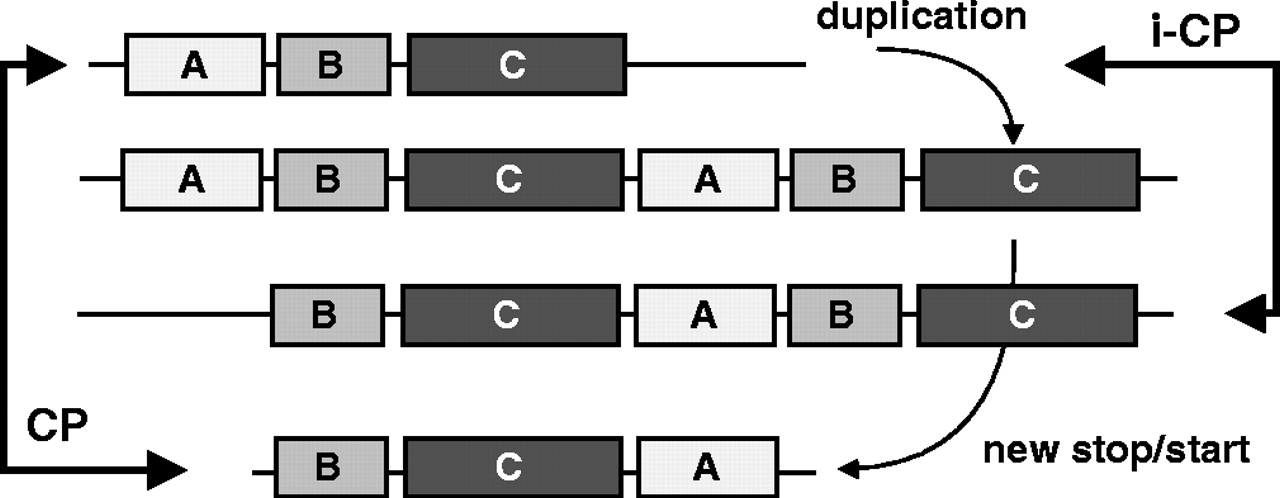 duplication
i-CP
A B C
A B C A B C
B C A B C
CP
new stop/start
B C A